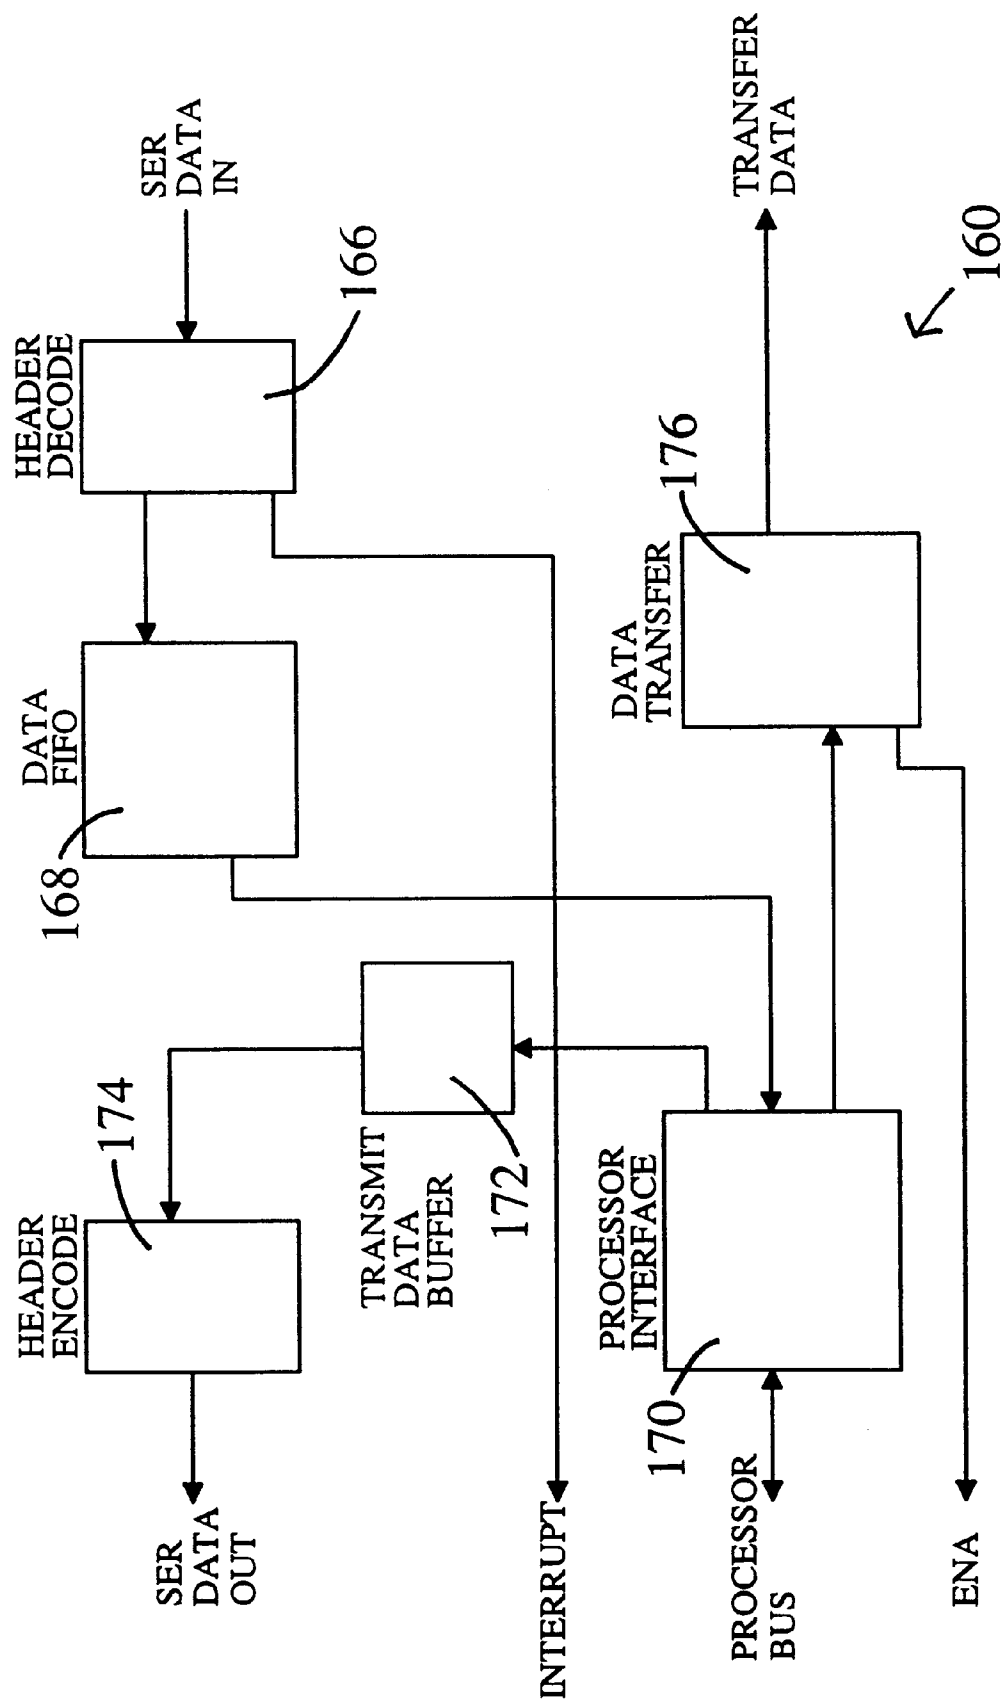 SER
DATA
OUT
HEADER
ENCODE
174
168
DATA
FIFO
HEADER
DECODE
166
SER
DATA
IN
TRANSMIT
DATA
BUFFER
172
INTERRUPT
PROCESSOR
BUS
170
PROCESSOR
INTERFACE
DATA
TRANSFER
176
TRANSFER
DATA
ENA
160